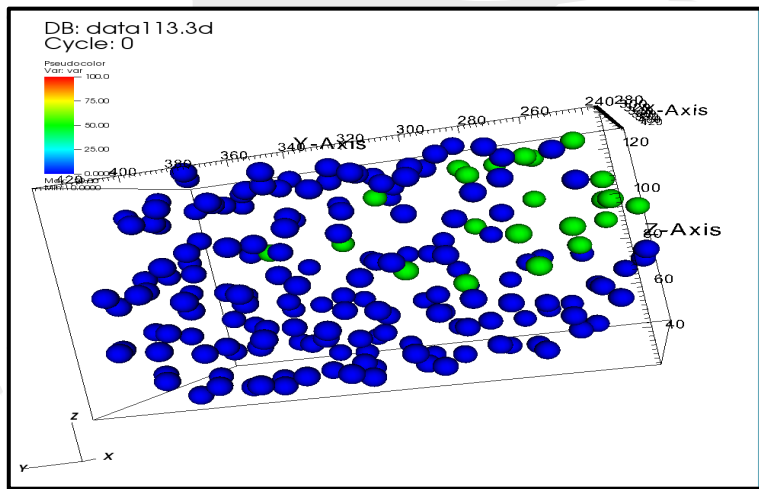 DB: data113.3d
Cycle: 0
Pseudocolor
Var: var
100.0
75.00
50.00
25.00
0.000
420 400 380 360 340 320 300 280 260 240
Y-Axis
X-Axis
120
100
80
60
40
Z-Axis
Z
Y
X